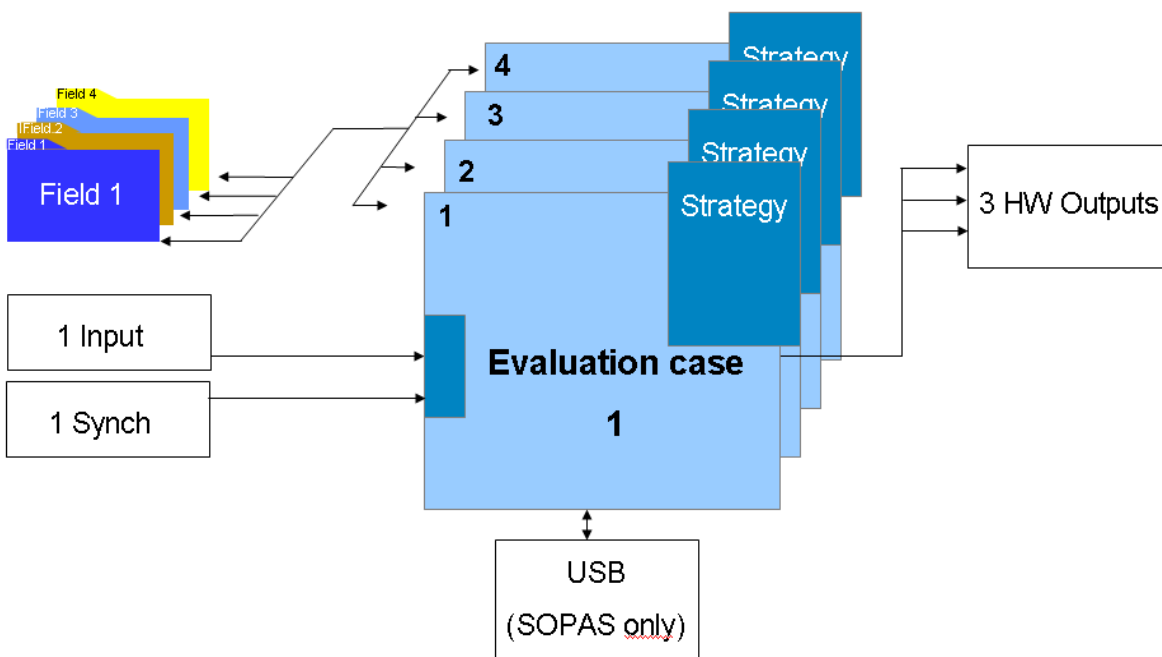 4
Strategy
3
Strategy
2
Strategy
1
Strategy
Field 4
Field 3
Field 2
Field 1
Field 1
1 Input
1 Synch
Evaluation case
1
3 HW Outputs
USB
(SOPAS only)